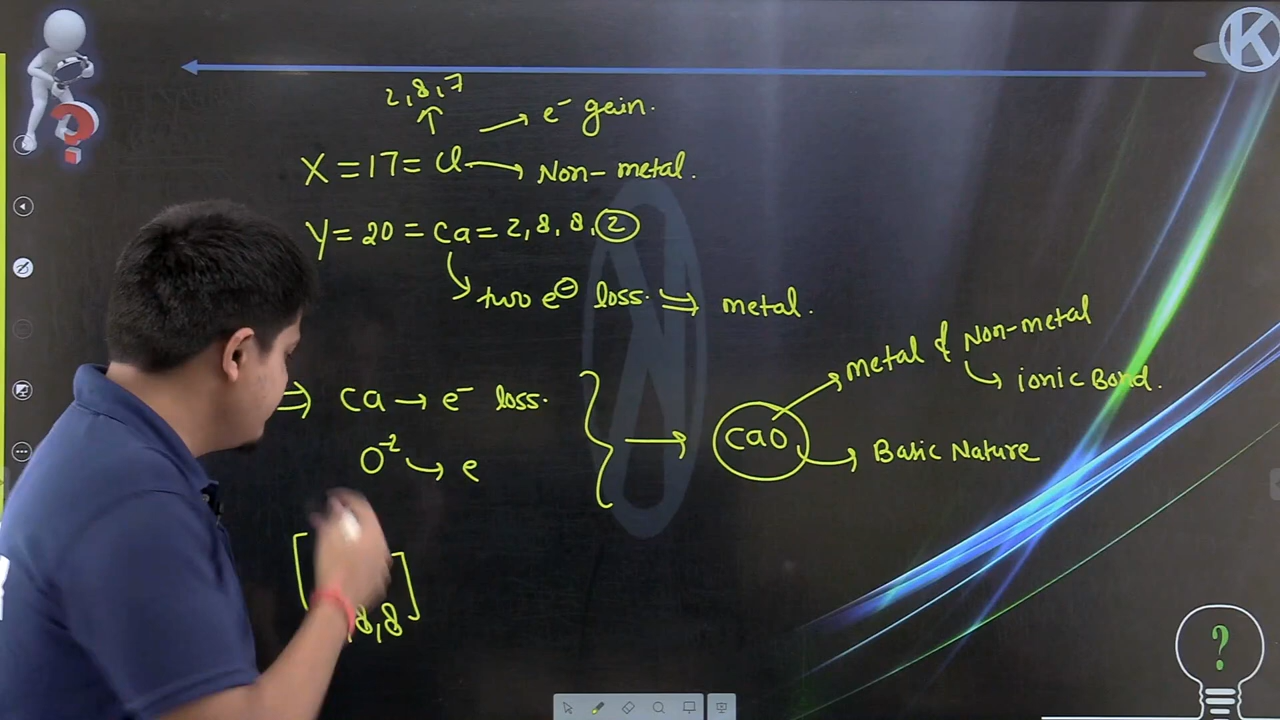 2,8,7
→ e⁻ gain.
X = 17 = Cl → Non-metal.
Y = 20 = Ca = 2, 8, 8, 2
two e⊖ loss. ⇒ metal.
⇒ Ca → e⁻ loss.
O⁻² → e
CaO
metal & Non-metal
ionic Bond.
Basic Nature
8,8
K
?
?